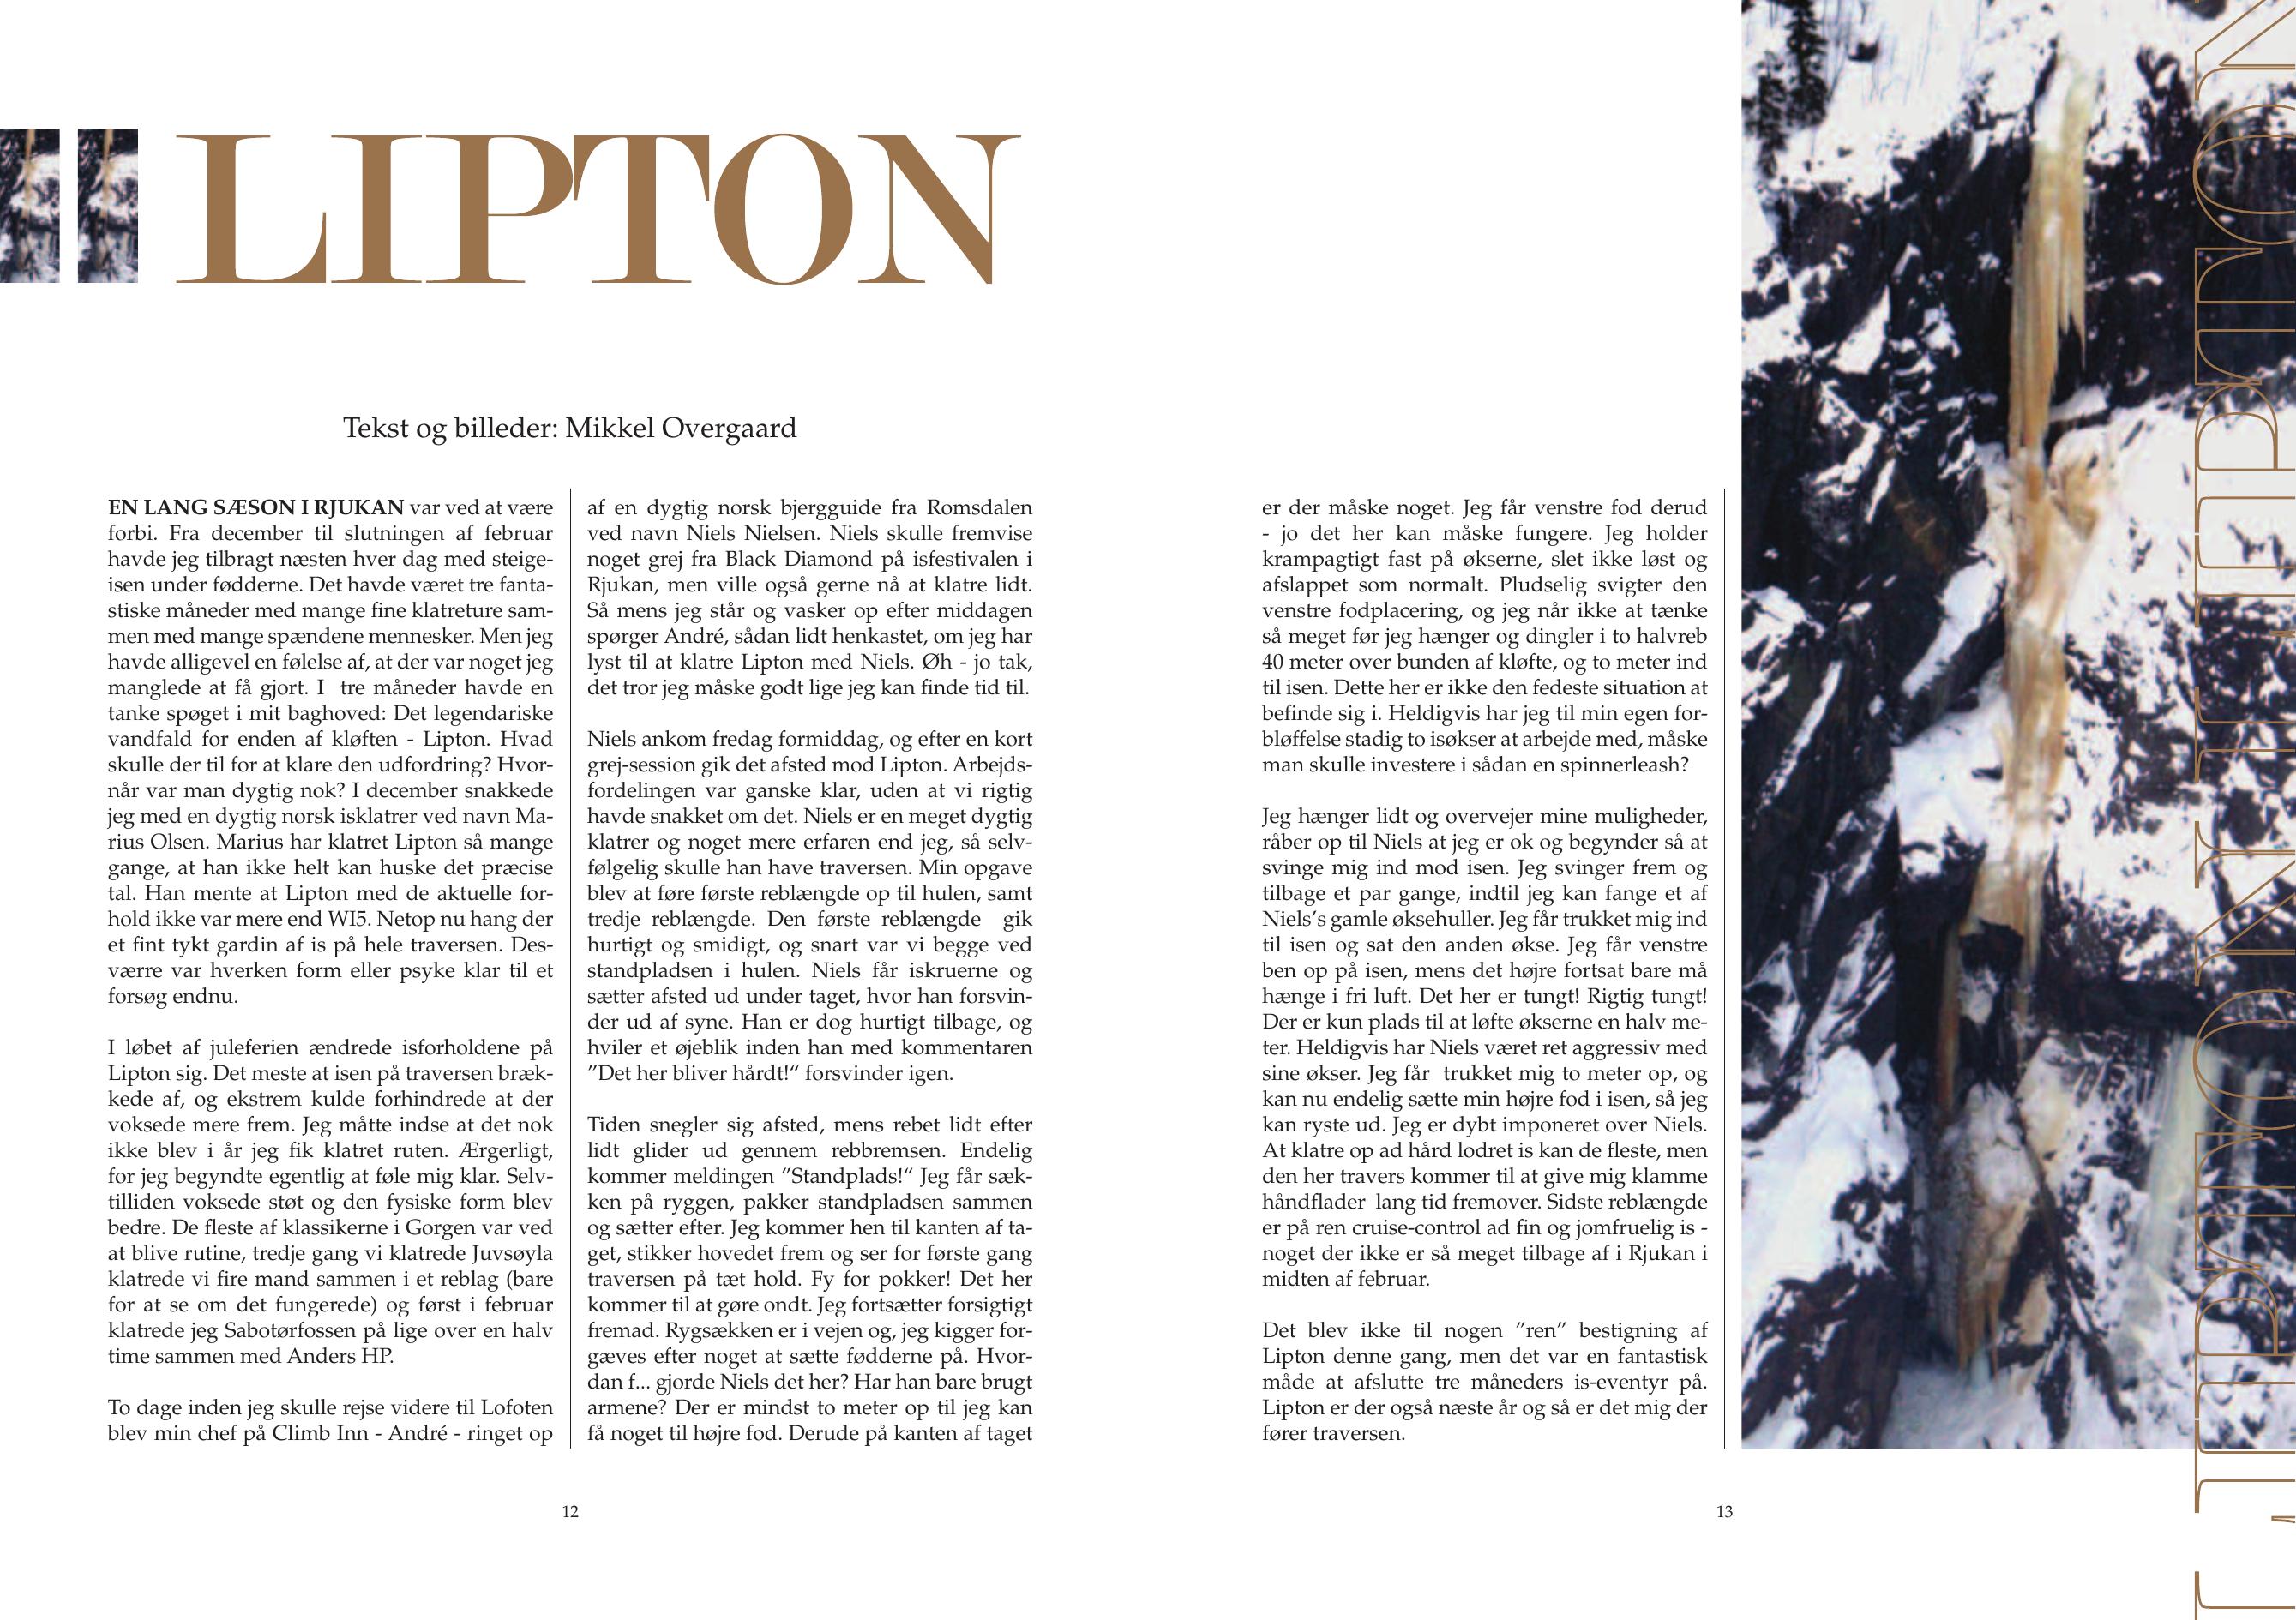 LIPTON
Tekst og billeder: Mikkel Overgaard
EN LANG SÆSON I RJUKAN var ved at være
forbi. Fra december til slutningen af februar
havde jeg tilbragt næsten hver dag med steige-
isen under fødderne. Det havde været tre fanta-
stiske måneder med mange fine klatreture sam-
men med mange spændene mennesker. Men jeg
havde alligevel en følelse af, at der var noget jeg
manglede at få gjort. I tre måneder havde en
tanke spøget i mit baghoved: Det legendariske
vandfald for enden af kløften - Lipton. Hvad
skulle der til for at klare den udfordring? Hvor-
når var man dygtig nok? I december snakkede
jeg med en dygtig norsk isklatrer ved navn Ma-
rius Olsen. Marius har klatret Lipton så mange
gange, at han ikke helt kan huske det præcise
tal. Han mente at Lipton med de aktuelle for-
hold ikke var mere end WI5. Netop nu hang der
et fint tykt gardin af is på hele traversen. Des-
værre var hverken form eller psyke klar til et
forsøg endnu.
I løbet af juleferien ændrede isforholdene på
Lipton sig. Det meste at isen på traversen bræk-
kede af, og ekstrem kulde forhindrede at der
voksede mere frem. Jeg måtte indse at det nok
ikke blev i år jeg fik klatret ruten. Ærgerligt,
for jeg begyndte egentlig at føle mig klar. Selv-
tilliden voksede støt og den fysiske form blev
bedre. De fleste af klassikerne i Gorgen var ved
at blive rutine, tredje gang vi klatrede Juvsøyla
klatrede vi fire mand sammen i et reblag (bare
for at se om det fungerede) og først i februar
klatrede jeg Sabotørfossen på lige over en halv
time sammen med Anders HP.
To dage inden jeg skulle rejse videre til Lofoten
blev min chef på Climb Inn - André - ringet op
af en dygtig norsk bjergguide fra Romsdalen
ved navn Niels Nielsen. Niels skulle fremvise
noget grej fra Black Diamond på isfestivalen i
Rjukan, men ville også gerne nå at klatre lidt.
Så mens jeg står og vasker op efter middagen
spørger André, sådan lidt henkastet, om jeg har
lyst til at klatre Lipton med Niels. Øh - jo tak,
det tror jeg måske godt lige jeg kan finde tid til.
Niels ankom fredag formiddag, og efter en kort
grej-session gik det afsted mod Lipton. Arbejds-
fordelingen var ganske klar, uden at vi rigtig
havde snakket om det. Niels er en meget dygtig
klatrer og noget mere erfaren end jeg, så selv-
følgelig skulle han have traversen. Min opgave
blev at føre første reblængde op til hulen, samt
tredje reblængde. Den første reblængde gik
hurtigt og smidigt, og snart var vi begge ved
standpladsen i hulen. Niels får iskruerne og
sætter afsted ud under taget, hvor han forsvin-
der ud af syne. Han er dog hurtigt tilbage, og
hviler et øjeblik inden han med kommentaren
”Det her bliver hårdt!“ forsvinder igen.
Tiden snegler sig afsted, mens rebet lidt efter
lidt glider ud gennem rebbremsen. Endelig
kommer meldingen ”Standplads!“ Jeg får sæk-
ken på ryggen, pakker standpladsen sammen
og sætter efter. Jeg kommer hen til kanten af ta-
get, stikker hovedet frem og ser for første gang
traversen på tæt hold. Fy for pokker! Det her
kommer til at gøre ondt. Jeg fortsætter forsigtigt
fremad. Rygsækken er i vejen og, jeg kigger for-
gæves efter noget at sætte fødderne på. Hvor-
dan f... gjorde Niels det her? Har han bare brugt
armene? Der er mindst to meter op til jeg kan
få noget til højre fod. Derude på kanten af taget
12
er der måske noget. Jeg får venstre fod derud
- jo det her kan måske fungere. Jeg holder
krampagtigt fast på økserne, slet ikke løst og
afslappet som normalt. Pludselig svigter den
venstre fodplacering, og jeg når ikke at tænke
så meget før jeg hænger og dingler i to halvreb
40 meter over bunden af kløfte, og to meter ind
til isen. Dette her er ikke den fedeste situation at
befinde sig i. Heldigvis har jeg til min egen for-
bløffelse stadig to isøkser at arbejde med, måske
man skulle investere i sådan en spinnerleash?
Jeg hænger lidt og overvejer mine muligheder,
råber op til Niels at jeg er ok og begynder så at
svinge mig ind mod isen. Jeg svinger frem og
tilbage et par gange, indtil jeg kan fange et af
Niels’s gamle øksehuller. Jeg får trukket mig ind
til isen og sat den anden økse. Jeg får venstre
ben op på isen, mens det højre fortsat bare må
hænge i fri luft. Det her er tungt! Rigtig tungt!
Der er kun plads til at løfte økserne en halv me-
ter. Heldigvis har Niels været ret aggressiv med
sine økser. Jeg får trukket mig to meter op, og
kan nu endelig sætte min højre fod i isen, så jeg
kan ryste ud. Jeg er dybt imponeret over Niels.
At klatre op ad hård lodret is kan de fleste, men
den her travers kommer til at give mig klamme
håndflader lang tid fremover. Sidste reblængde
er på ren cruise-control ad fin og jomfruelig is -
noget der ikke er så meget tilbage af i Rjukan i
midten af februar.
Det blev ikke til nogen ”ren” bestigning af
Lipton denne gang, men det var en fantastisk
måde at afslutte tre måneders is-eventyr på.
Lipton er der også næste år og så er det mig der
fører traversen.
13
LIPTON LIPTON